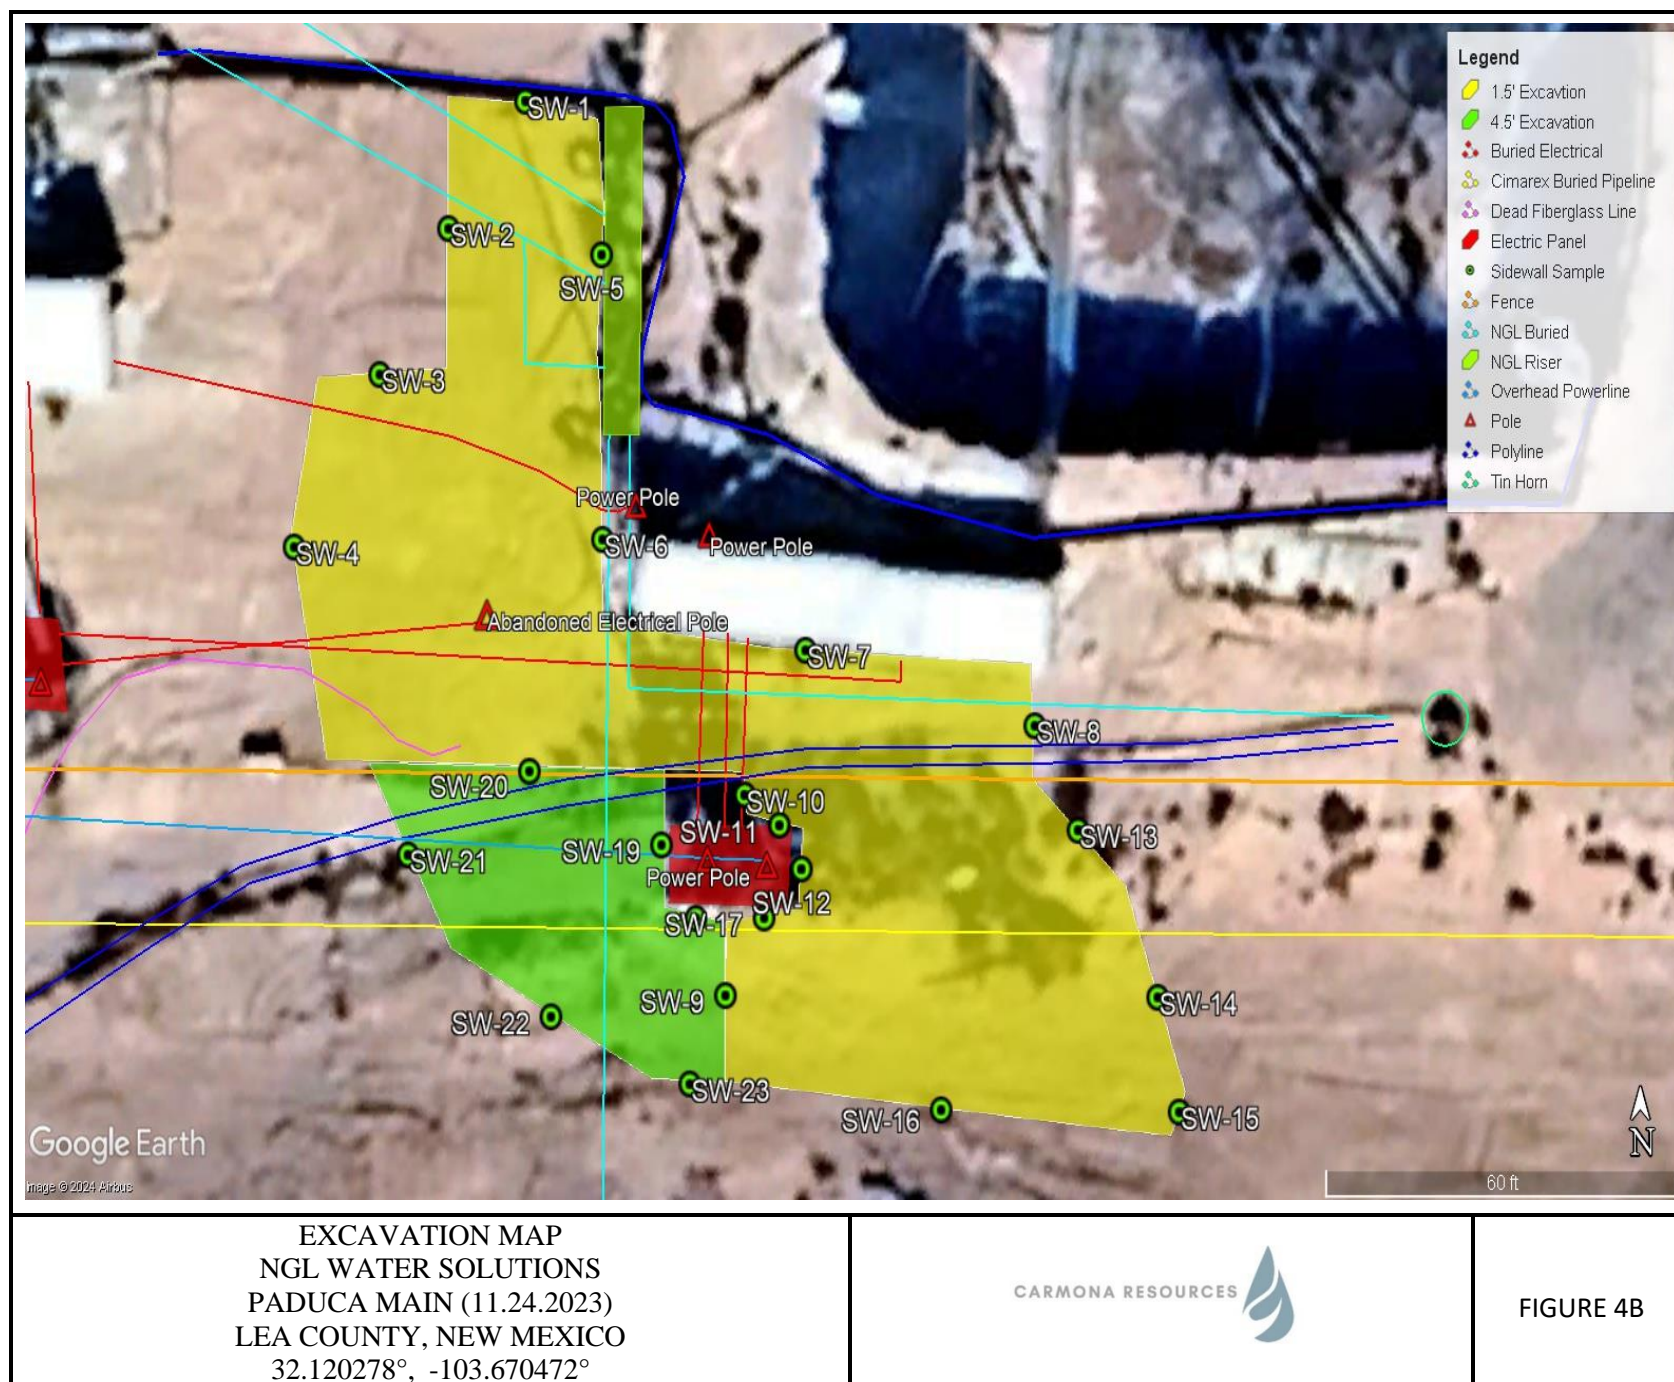 Legend
1.5' Excavtion
4.5' Excavation
Buried Electrical
Cimarex Buried Pipeline
Dead Fiberglass Line
Electric Panel
Sidewall Sample
Fence
NGL Buried
NGL Riser
Overhead Powerline
Pole
Polyline
Tin Horn
SW-1
SW-2
SW-5
SW-3
Power Pole
SW-6
Power Pole
SW-4
Abandoned Electrical Pole
SW-7
SW-8
SW-20
SW-10
SW-11
SW-13
SW-19
SW-21
Power Pole
SW-12
SW-17
SW-9
SW-14
SW-22
SW-23
SW-16
SW-15
Google Earth
Image © 2024 Airbus
N
60 ft
EXCAVATION MAP
NGL WATER SOLUTIONS
PADUCA MAIN (11.24.2023)
LEA COUNTY, NEW MEXICO
32.120278°, -103.670472°
CARMONA RESOURCES
FIGURE 4B